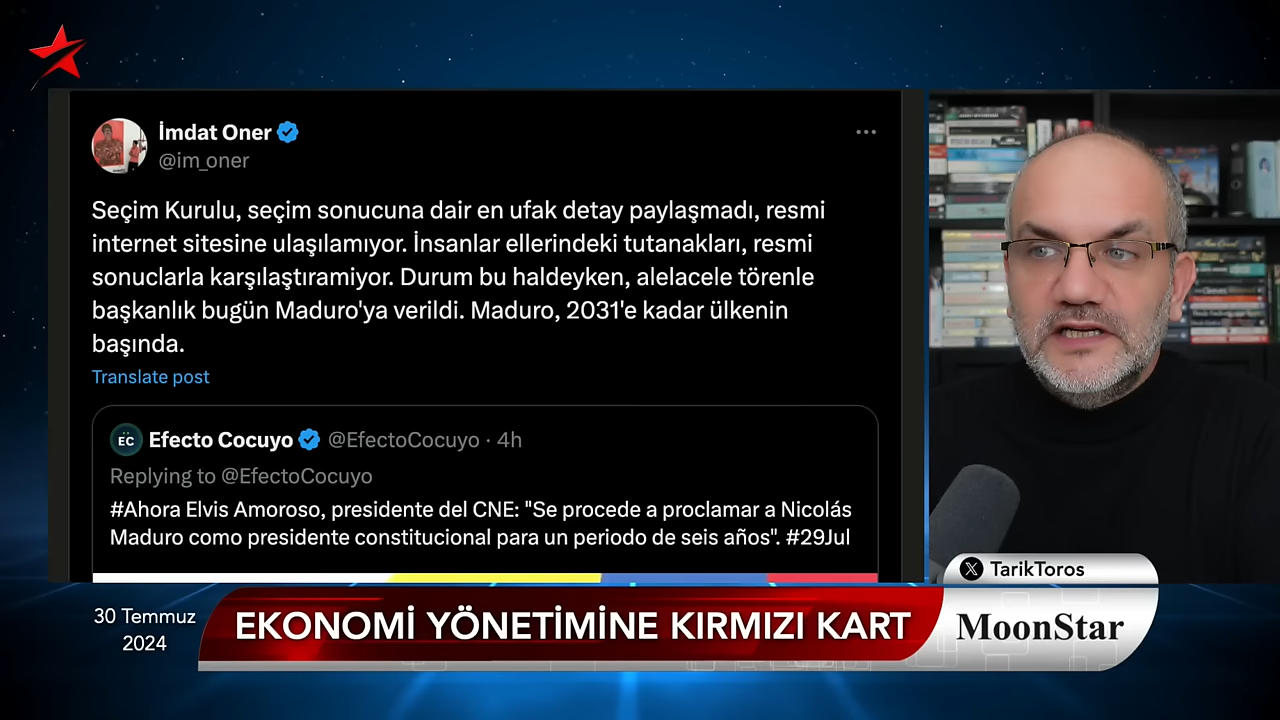 İmdat Oner
@im_oner
Seçim Kurulu, seçim sonucuna dair en ufak detay paylaşmadı, resmi
internet sitesine ulaşılamıyor. İnsanlar ellerindeki tutanakları, resmi
sonuclarla karşılaştıramiyor. Durum bu haldeyken, alelacele törenle
başkanlık bugün Maduro'ya verildi. Maduro, 2031'e kadar ülkenin
başında.
Translate post
EC Efecto Cocuyo @EfectoCocuyo · 4h
Replying to @EfectoCocuyo
#Ahora Elvis Amoroso, presidente del CNE: "Se procede a proclamar a Nicolás
Maduro como presidente constitucional para un periodo de seis años". #29Jul
X TarikToros
30 Temmuz
2024
EKONOMİ YÖNETİMİNE KIRMIZI KART
MoonStar